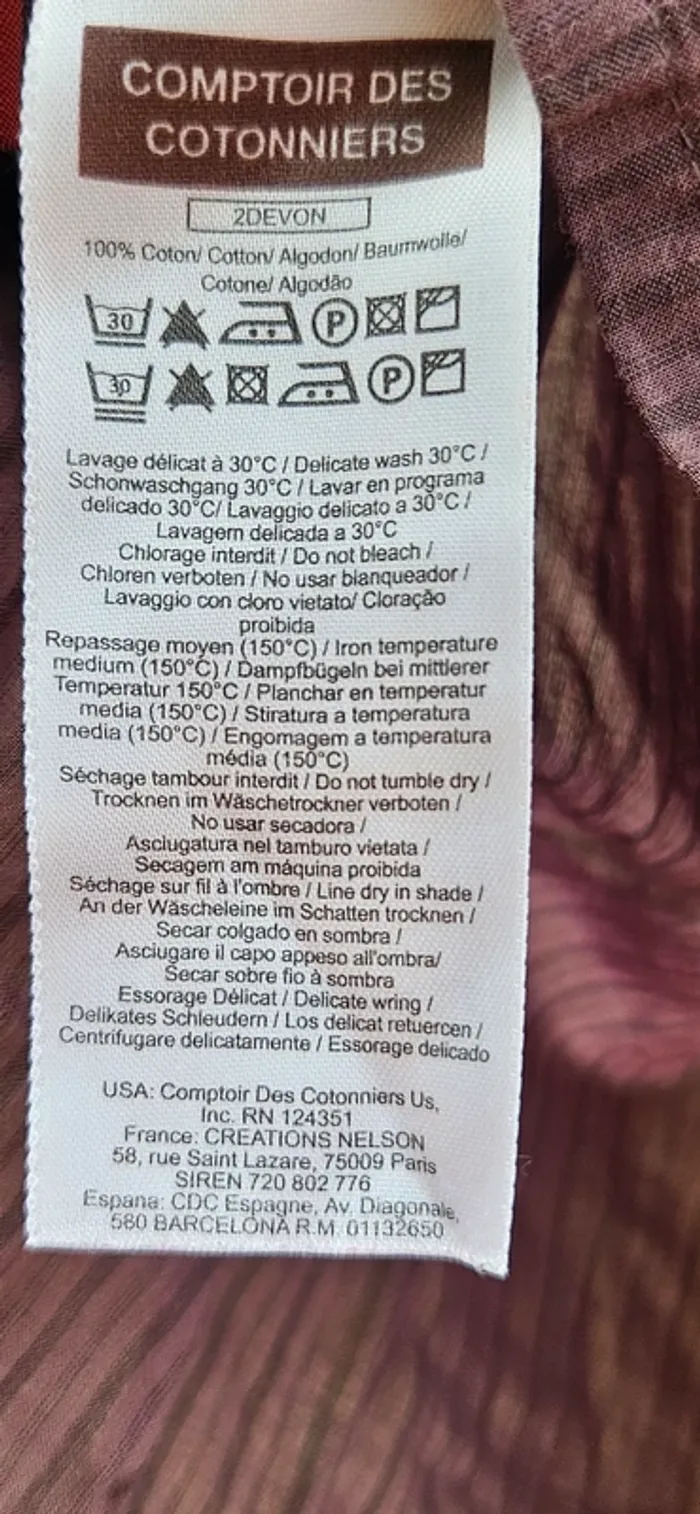 COMPTOIR DES
COTONNIERS
2DEVON
100% Coton/ Cotton/ Algodon/ Baumwolle/
Cotone/ Algodão
30 P
30 P
Lavage délicat à 30°C / Delicate wash 30°C /
Schonwaschgang 30°C / Lavar en programa
delicado 30°C/ Lavaggio delicato a 30°C /
Lavagem delicada a 30°C
Chlorage interdit / Do not bleach /
Chloren verboten / No usar blanqueador /
Lavaggio con cloro vietato/ Cloração
proibida
Repassage moyen (150°C) / Iron temperature
medium (150°C) / Dampfbügeln bei mittlerer
Temperatur 150°C / Planchar en temperatur
media (150°C) / Stiratura a temperatura
media (150°C) / Engomagem a temperatura
média (150°C)
Séchage tambour interdit / Do not tumble dry /
Trocknen im Wäschetrockner verboten /
No usar secadora /
Asciugatura nel tamburo vietata /
Secagem am máquina proibida
Séchage sur fil à l'ombre / Line dry in shade /
An der Wäscheleine im Schatten trocknen /
Secar colgado en sombra /
Asciugare il capo appeso all'ombra/
Secar sobre fio à sombra
Essorage Délicat / Delicate wring /
Delikates Schleudern / Los delicat retuercen /
Centrifugare delicatamente / Essorage delicado
USA: Comptoir Des Cotonniers Us,
Inc. RN 124351
France: CREATIONS NELSON
58, rue Saint Lazare, 75009 Paris
SIREN 720 802 776
Espana: CDC Espagne, Av. Diagonale,
580 BARCELONA R.M. 01132650